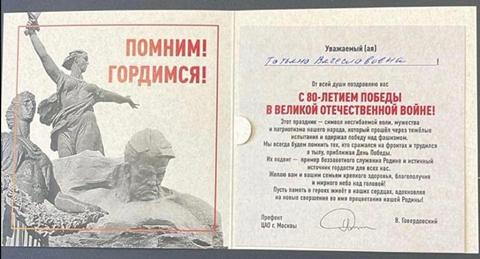 ПОМНИМ!
ГОРДИМСЯ!
Уважаемый (ая)
Татьяна Вячеславовна !
От всей души поздравляю вас
С 80-ЛЕТИЕМ ПОБЕДЫ
В ВЕЛИКОЙ ОТЕЧЕСТВЕННОЙ ВОЙНЕ!
Этот праздник – символ несгибаемой воли, мужества
и патриотизма нашего народа, который прошёл через тяжёлые
испытания и одержал победу над фашизмом.
Мы всегда будем помнить тех, кто сражался на фронтах и трудился
в тылу, приближая День Победы.
Их подвиг – пример беззаветного служения Родине и истинный
источник гордости для всех нас.
Желаю вам и вашим семьям крепкого здоровья, благополучия
и мирного неба над головой!
Пусть память о героях живёт в наших сердцах, вдохновляя
на новые свершения во имя процветания нашей Родины!
Префект
ЦАО г. Москвы
В. Говердовский